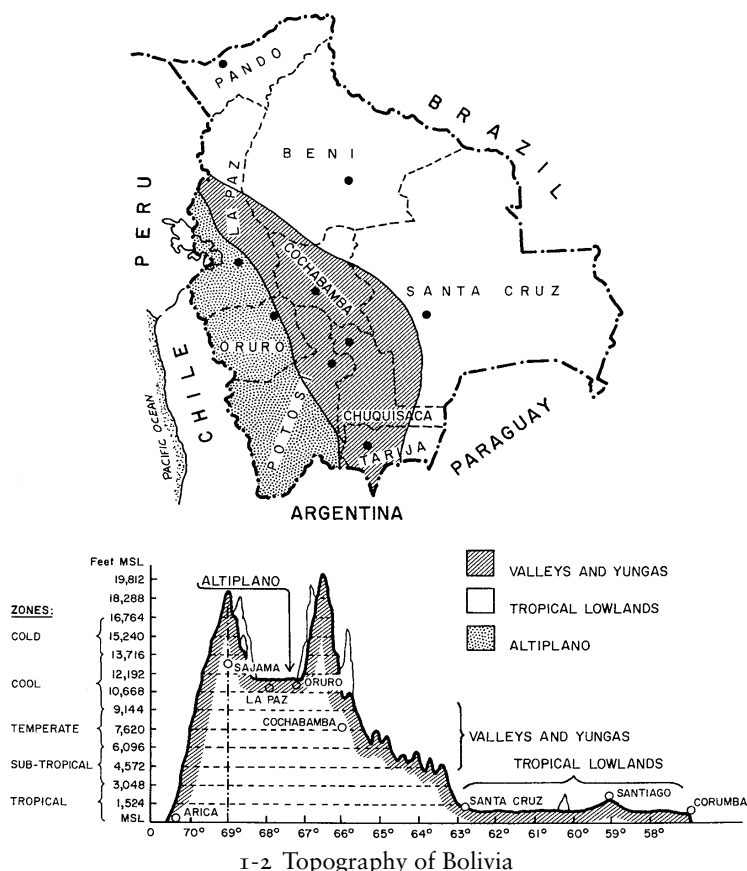 PANDO
BRAZIL
BENI
LA PAZ
PERU
COCHABAMBA
SANTA CRUZ
ORURO
CHILE
POTOSI
PACIFIC OCEAN
CHUQUISACA
TARIJA
PARAGUAY
ARGENTINA
Feet MSL
19,812
18,288
16,764
15,240
13,716
12,192
10,668
9,144
7,620
6,096
4,572
3,048
1,524
MSL
ZONES:
COLD
COOL
TEMPERATE
SUB-TROPICAL
TROPICAL
ALTIPLANO
SAJAMA
LA PAZ
ORURO
COCHABAMBA
ARICA
VALLEYS AND YUNGAS
TROPICAL LOWLANDS
ALTIPLANO
VALLEYS AND YUNGAS
TROPICAL LOWLANDS
SANTA CRUZ
SANTIAGO
CORUMBA
0 70° 69° 68° 67° 66° 65° 64° 63° 62° 61° 60° 59° 58°
1-2 Topography of Bolivia